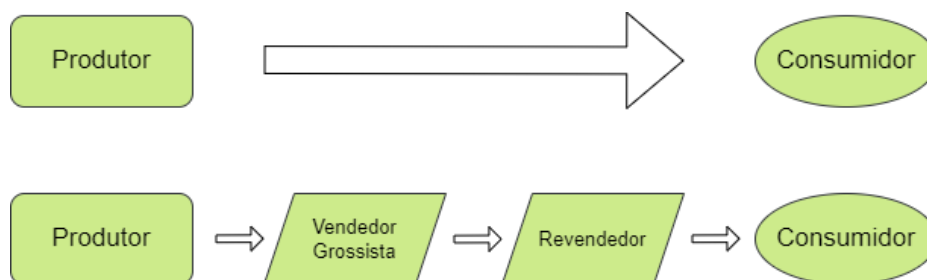 Produtor
Consumidor
Produtor
Vendedor
Grossista
Revendedor
Consumidor